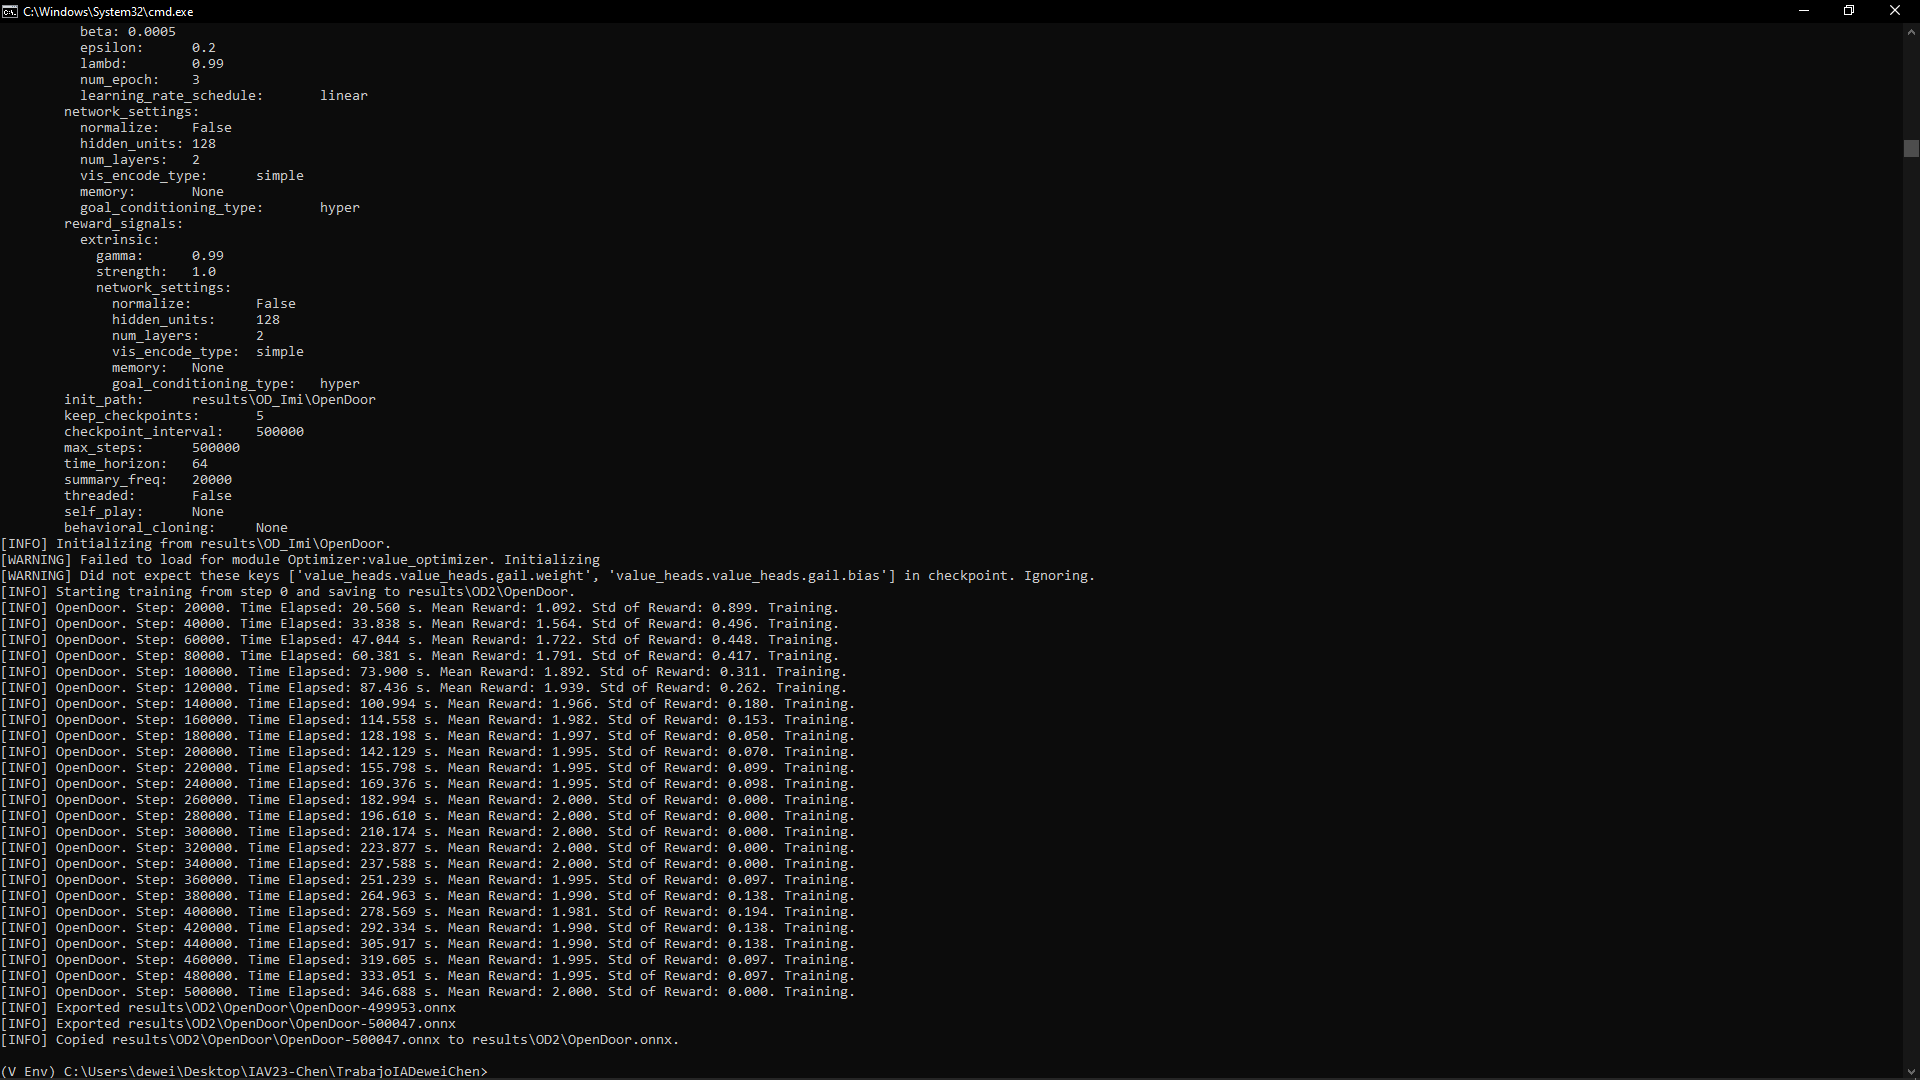 C:\Windows\System32\cmd.exe
beta: 0.0005
epsilon: 0.2
lambd: 0.99
num_epoch: 3
learning_rate_schedule: linear
network_settings:
normalize: False
hidden_units: 128
num_layers: 2
vis_encode_type: simple
memory: None
goal_conditioning_type: hyper
reward_signals:
extrinsic:
gamma: 0.99
strength: 1.0
network_settings:
normalize: False
hidden_units: 128
num_layers: 2
vis_encode_type: simple
memory: None
goal_conditioning_type: hyper
init_path: results\OD_Imi\OpenDoor
keep_checkpoints: 5
checkpoint_interval: 500000
max_steps: 500000
time_horizon: 64
summary_freq: 20000
threaded: False
self_play: None
behavioral_cloning: None
[INFO] Initializing from results\OD_Imi\OpenDoor.
[WARNING] Failed to load for module Optimizer:value_optimizer. Initializing
[WARNING] Did not expect these keys ['value_heads.value_heads.gail.weight', 'value_heads.value_heads.gail.bias'] in checkpoint. Ignoring.
[INFO] Starting training from step 0 and saving to results\OD2\OpenDoor.
[INFO] OpenDoor. Step: 20000. Time Elapsed: 20.560 s. Mean Reward: 1.092. Std of Reward: 0.899. Training.
[INFO] OpenDoor. Step: 40000. Time Elapsed: 33.838 s. Mean Reward: 1.564. Std of Reward: 0.496. Training.
[INFO] OpenDoor. Step: 60000. Time Elapsed: 47.044 s. Mean Reward: 1.722. Std of Reward: 0.448. Training.
[INFO] OpenDoor. Step: 80000. Time Elapsed: 60.381 s. Mean Reward: 1.791. Std of Reward: 0.417. Training.
[INFO] OpenDoor. Step: 100000. Time Elapsed: 73.900 s. Mean Reward: 1.892. Std of Reward: 0.311. Training.
[INFO] OpenDoor. Step: 120000. Time Elapsed: 87.436 s. Mean Reward: 1.939. Std of Reward: 0.262. Training.
[INFO] OpenDoor. Step: 140000. Time Elapsed: 100.994 s. Mean Reward: 1.966. Std of Reward: 0.180. Training.
[INFO] OpenDoor. Step: 160000. Time Elapsed: 114.558 s. Mean Reward: 1.982. Std of Reward: 0.153. Training.
[INFO] OpenDoor. Step: 180000. Time Elapsed: 128.198 s. Mean Reward: 1.997. Std of Reward: 0.050. Training.
[INFO] OpenDoor. Step: 200000. Time Elapsed: 142.129 s. Mean Reward: 1.995. Std of Reward: 0.070. Training.
[INFO] OpenDoor. Step: 220000. Time Elapsed: 155.798 s. Mean Reward: 1.995. Std of Reward: 0.099. Training.
[INFO] OpenDoor. Step: 240000. Time Elapsed: 169.376 s. Mean Reward: 1.995. Std of Reward: 0.098. Training.
[INFO] OpenDoor. Step: 260000. Time Elapsed: 182.994 s. Mean Reward: 2.000. Std of Reward: 0.000. Training.
[INFO] OpenDoor. Step: 280000. Time Elapsed: 196.610 s. Mean Reward: 2.000. Std of Reward: 0.000. Training.
[INFO] OpenDoor. Step: 300000. Time Elapsed: 210.174 s. Mean Reward: 2.000. Std of Reward: 0.000. Training.
[INFO] OpenDoor. Step: 320000. Time Elapsed: 223.877 s. Mean Reward: 2.000. Std of Reward: 0.000. Training.
[INFO] OpenDoor. Step: 340000. Time Elapsed: 237.588 s. Mean Reward: 2.000. Std of Reward: 0.000. Training.
[INFO] OpenDoor. Step: 360000. Time Elapsed: 251.239 s. Mean Reward: 1.995. Std of Reward: 0.097. Training.
[INFO] OpenDoor. Step: 380000. Time Elapsed: 264.963 s. Mean Reward: 1.990. Std of Reward: 0.138. Training.
[INFO] OpenDoor. Step: 400000. Time Elapsed: 278.569 s. Mean Reward: 1.981. Std of Reward: 0.194. Training.
[INFO] OpenDoor. Step: 420000. Time Elapsed: 292.334 s. Mean Reward: 1.990. Std of Reward: 0.138. Training.
[INFO] OpenDoor. Step: 440000. Time Elapsed: 305.917 s. Mean Reward: 1.990. Std of Reward: 0.138. Training.
[INFO] OpenDoor. Step: 460000. Time Elapsed: 319.605 s. Mean Reward: 1.995. Std of Reward: 0.097. Training.
[INFO] OpenDoor. Step: 480000. Time Elapsed: 333.051 s. Mean Reward: 1.995. Std of Reward: 0.097. Training.
[INFO] OpenDoor. Step: 500000. Time Elapsed: 346.688 s. Mean Reward: 2.000. Std of Reward: 0.000. Training.
[INFO] Exported results\OD2\OpenDoor\OpenDoor-499953.onnx
[INFO] Exported results\OD2\OpenDoor\OpenDoor-500047.onnx
[INFO] Copied results\OD2\OpenDoor\OpenDoor-500047.onnx to results\OD2\OpenDoor.onnx.
(V Env) C:\Users\dewei\Desktop\IAV23-Chen\TrabajoIADeweiChen>